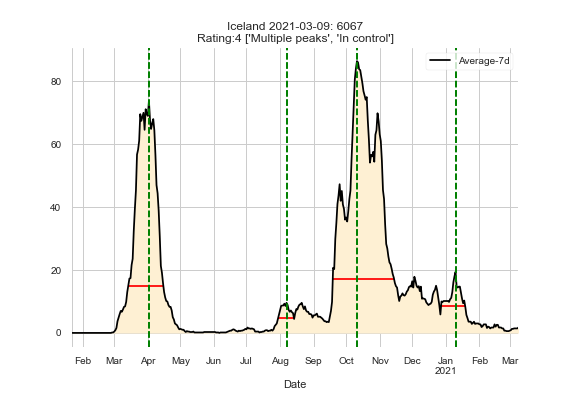 Iceland 2021-03-09: 6067
Rating:4 ['Multiple peaks', 'In control']
Average-7d
80
60
40
20
0
Feb Mar Apr May Jun Jul Aug Sep Oct Nov Dec Jan Feb Mar
2021
Date